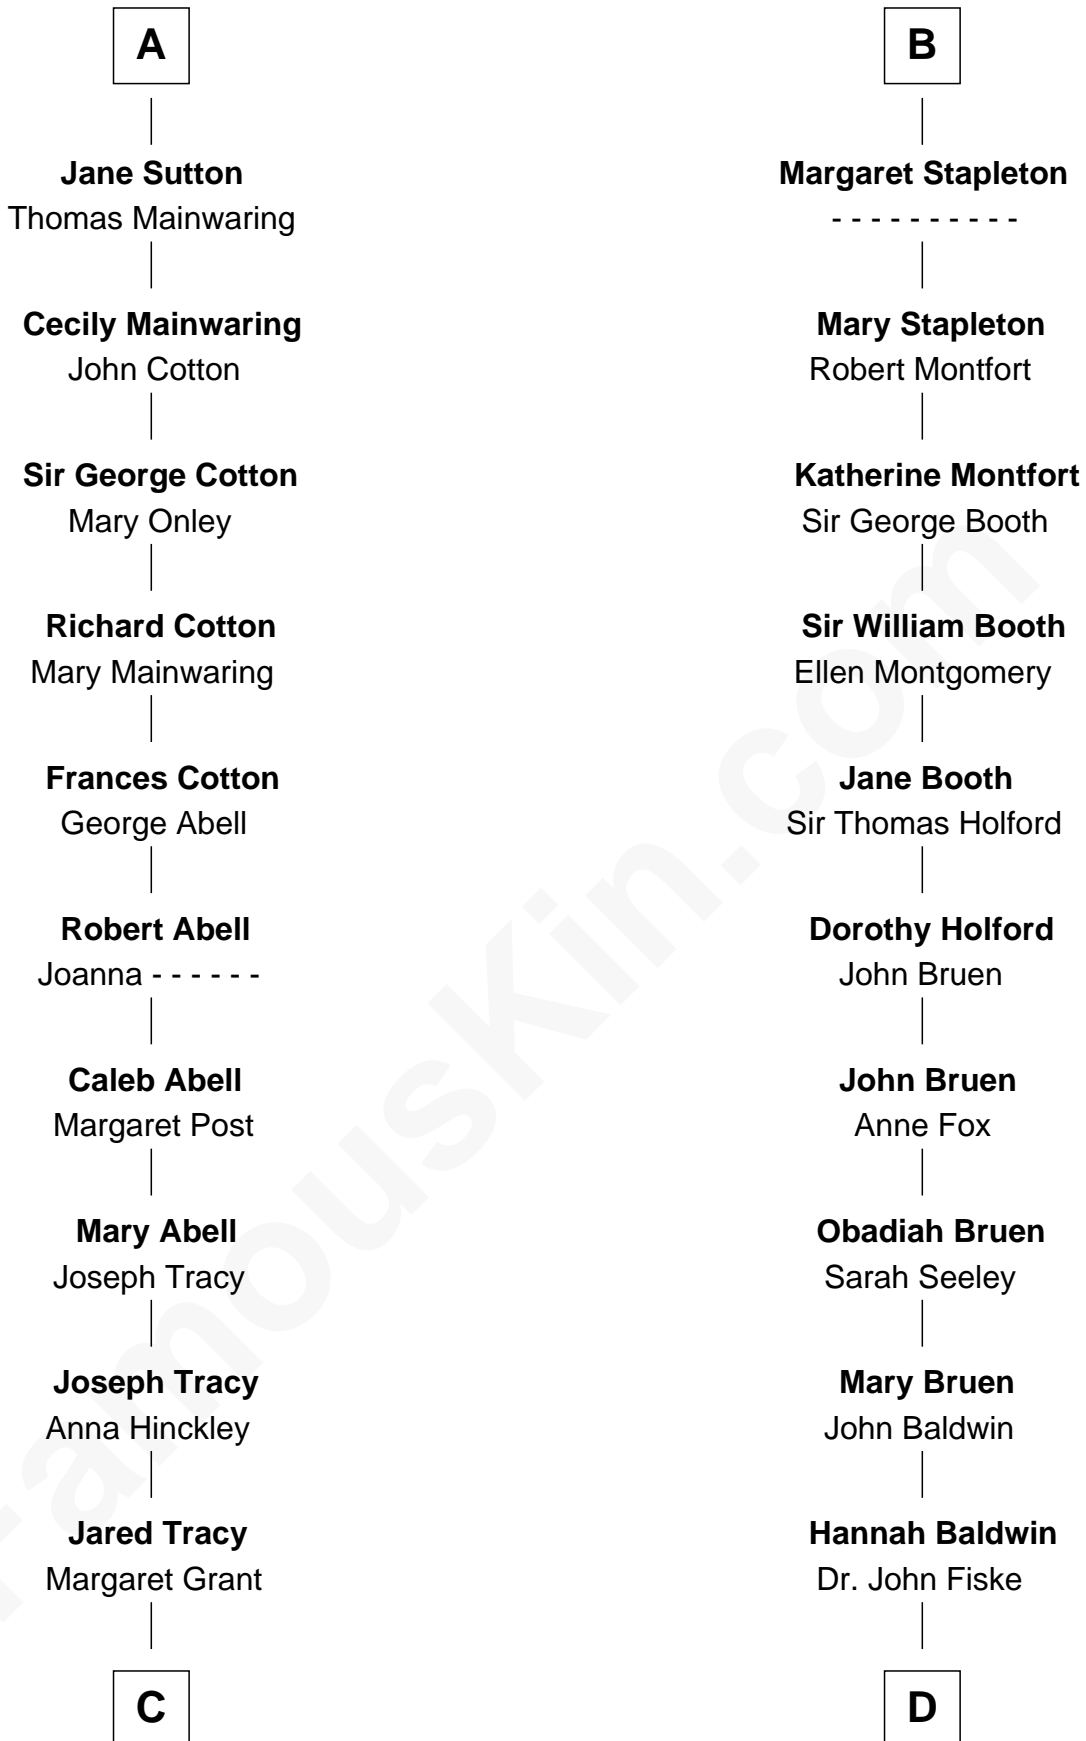 A
Jane Sutton
Thomas Mainwaring
Cecily Mainwaring
John Cotton
Sir George Cotton
Mary Onley
Richard Cotton
Mary Mainwaring
Frances Cotton
George Abell
Robert Abell
Joanna - - - - - -
Caleb Abell
Margaret Post
Mary Abell
Joseph Tracy
Joseph Tracy
Anna Hinckley
Jared Tracy
Margaret Grant
C
B
Margaret Stapleton
- - - - - - - - - -
Mary Stapleton
Robert Montfort
Katherine Montfort
Sir George Booth
Sir William Booth
Ellen Montgomery
Jane Booth
Sir Thomas Holford
Dorothy Holford
John Bruen
John Bruen
Anne Fox
Obadiah Bruen
Sarah Seeley
Mary Bruen
John Baldwin
Hannah Baldwin
Dr. John Fiske
D
FamousKin.com